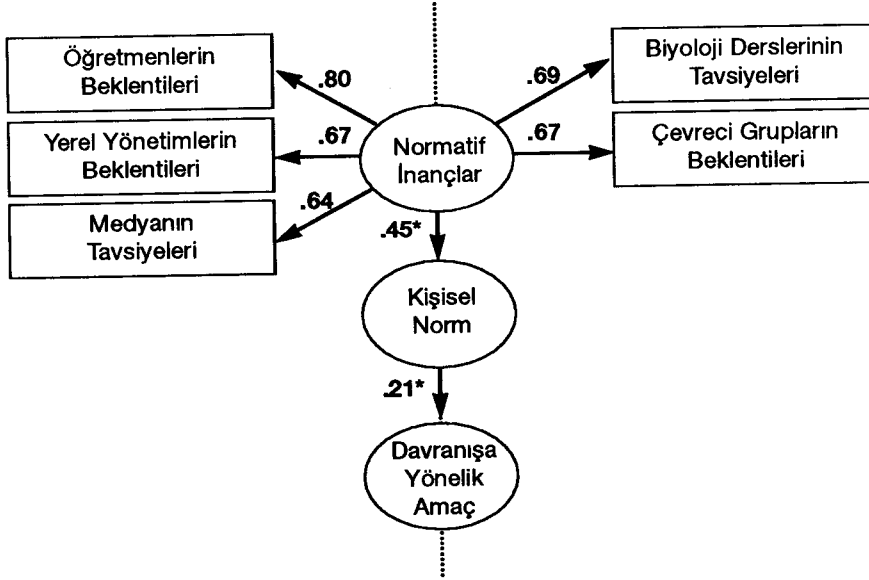 Öğretmenlerin
Beklentileri
.80
Yerel Yönetimlerin
Beklentileri
.67
Medyanın
Tavsiyeleri
.64
Normatif
İnançlar
.69
Biyoloji Derslerinin
Tavsiyeleri
.67
Çevreci Grupların
Beklentileri
.45*
Kişisel
Norm
.21*
Davranışa
Yönelik
Amaç